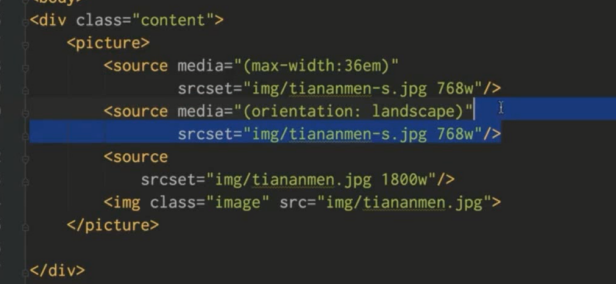 <body>
<div class="content">
<picture>
<source media="(max-width:36em)"
srcset="img/tiananmen-s.jpg 768w"/>
<source media="(orientation: landscape)"
srcset="img/tiananmen-s.jpg 768w"/>
<source
srcset="img/tiananmen.jpg 1800w"/>
<img class="image" src="img/tiananmen.jpg">
</picture>
</div>